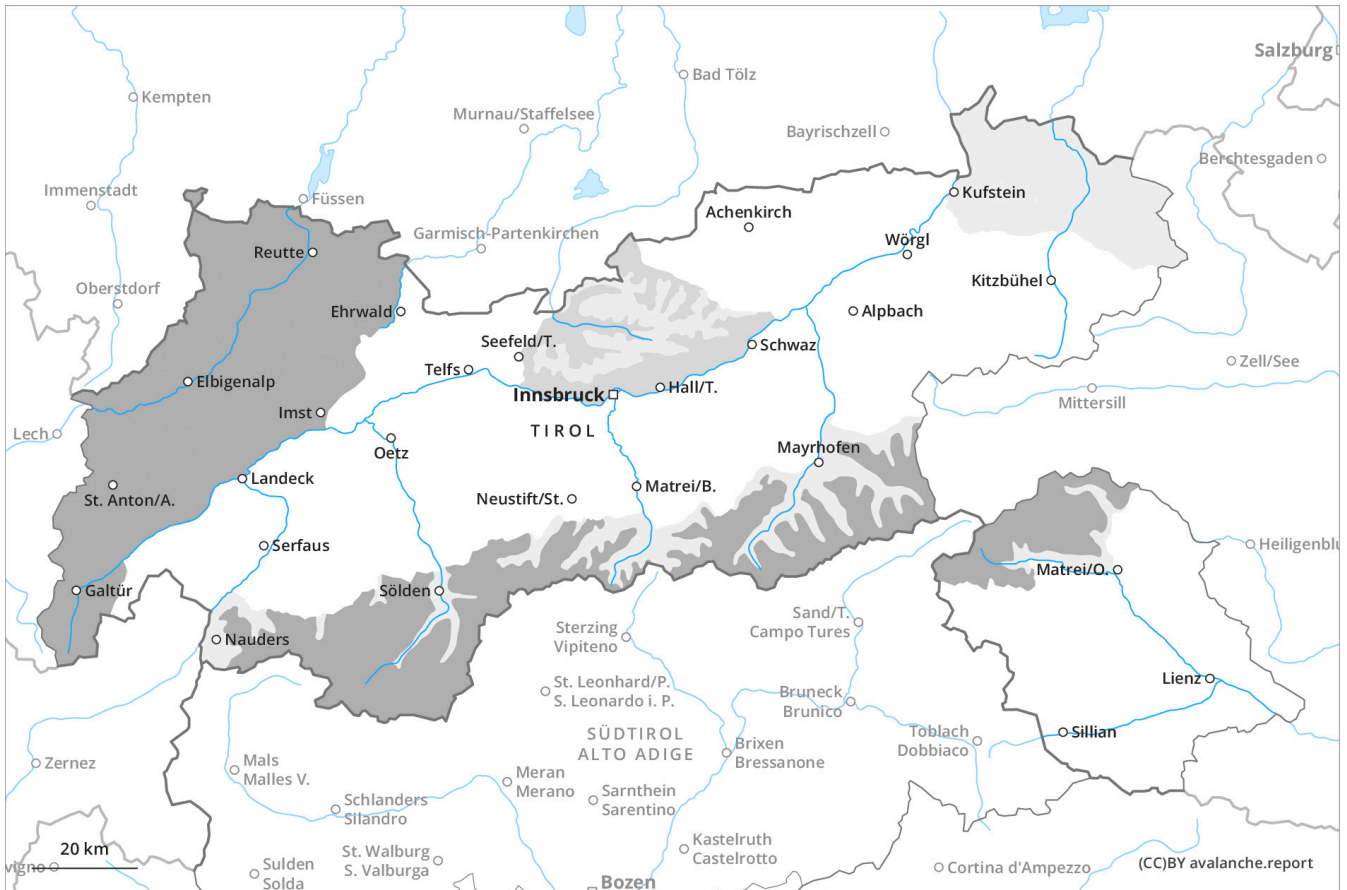 Salzburg
Bad Tölz
Kempten
Murnau/Staffelsee
Bayrischzell
Berchtesgaden
Immenstadt
Füssen
Kufstein
Achenkirch
Garmisch-Partenkirchen
Wörgl
Reutte
Kitzbühel
Oberstdorf
Ehrwald
Alpbach
Seefeld/T.
Schwaz
Zell/See
Telfs
Elbigenalp
Hall/T.
Innsbruck
Mittersill
Imst
TIROL
Lech
Oetz
Mayrhofen
Landeck
Matrei/B.
St. Anton/A.
Neustift/St.
Serfaus
Heiligenblu
Matrei/O.
Galtür
Sölden
Sand/T.
Campo Tures
Sterzing
Vipiteno
Nauders
Lienz
St. Leonhard/P.
S. Leonardo i. P.
Bruneck
Brunico
SÜDTIROL
ALTO ADIGE
Toblach
Dobbiaco
Sillian
Brixen
Bressanone
Zernez
Mals
Malles V.
Meran
Merano
Sarnthein
Sarentino
Schlanders
Silandro
Kastelruth
Castelrotto
20 km
St. Walburg
S. Valburga
vigno
Sulden
Solda
Cortina d'Ampezzo
(CC)BY avalanche.report
Bozen